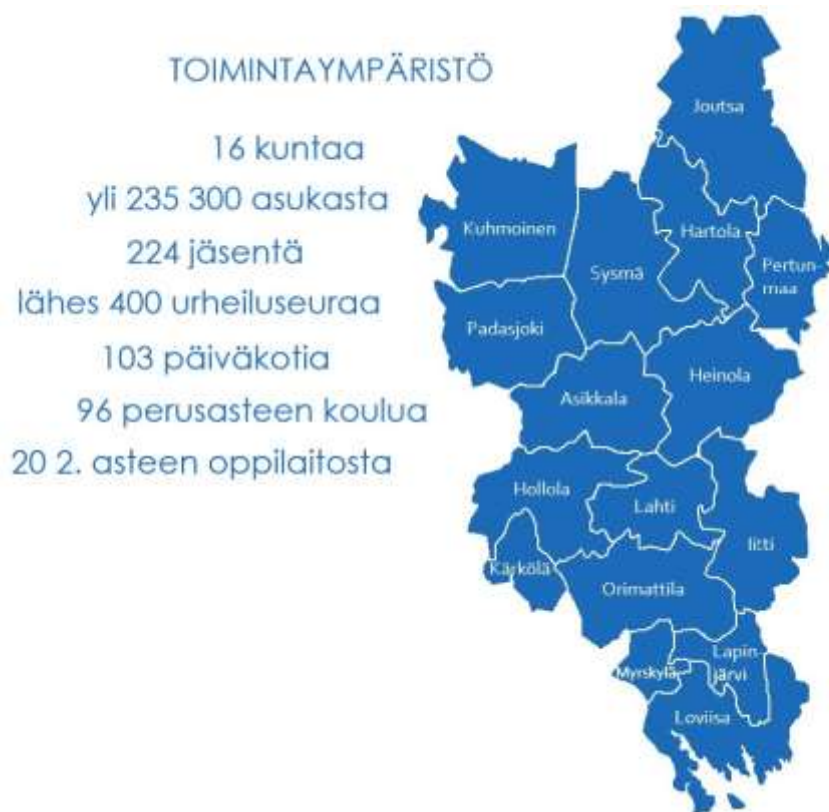 TOIMINTAYMPÄRISTÖ
16 kuntaa
yli 235 300 asukasta
224 jäsentä
lähes 400 urheiluseuraa
103 päiväkotia
96 perusasteen koulua
20 2. asteen oppilaitosta
Joutsa
Kuhmoinen
Hartola
Sysmä
Pertun-
maa
Padasjoki
Heinola
Asikkala
Hollola
Lahti
Iitti
Kärkölä
Orimattila
Myrskylä
Lapin-
järvi
Loviisa